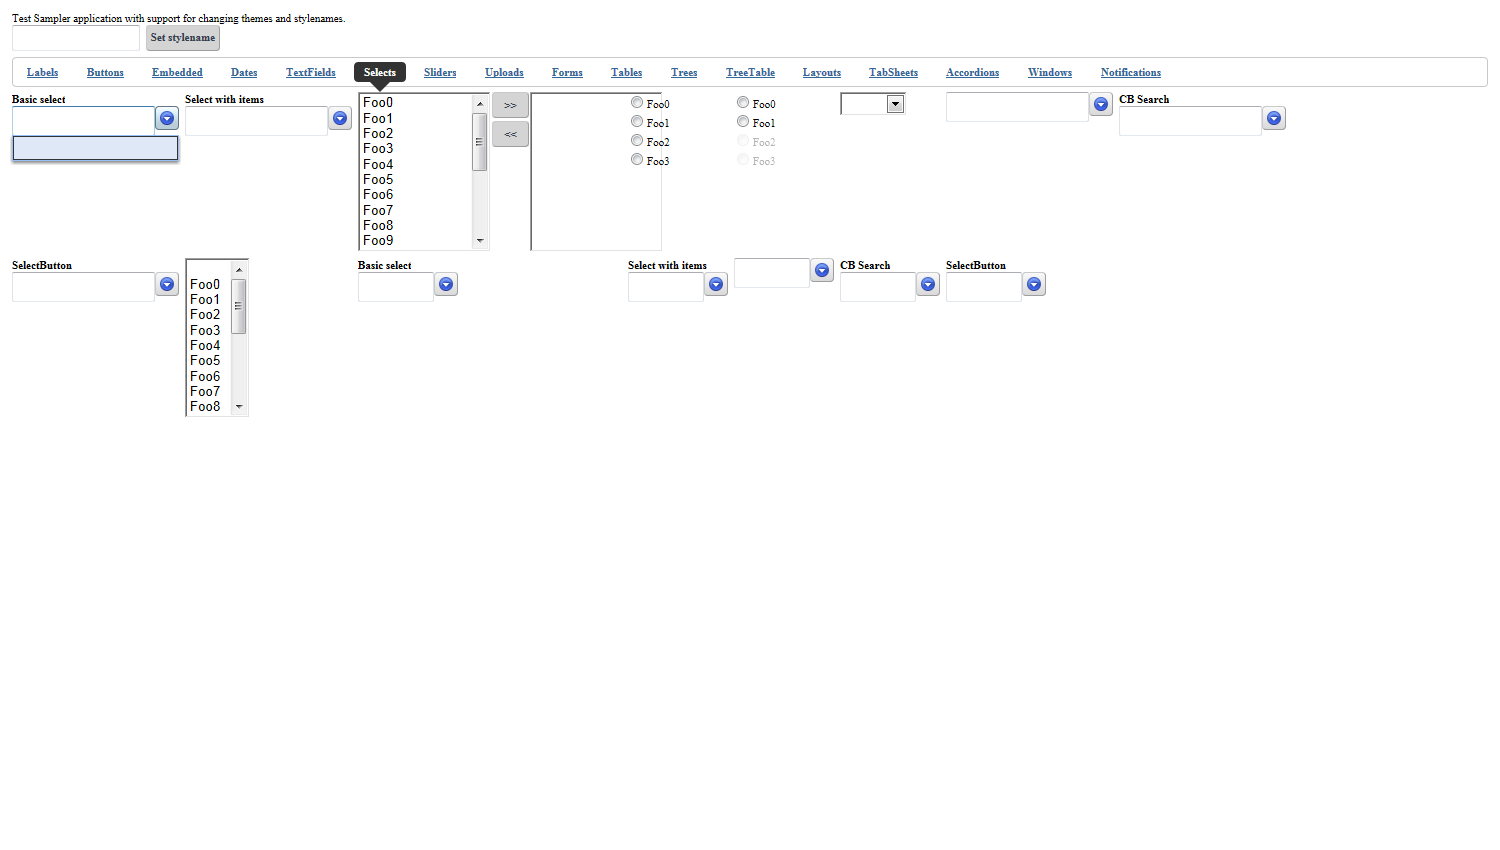 Test Sampler application with support for changing themes and stylenames.
Set stylename
Labels Buttons Embedded Dates TextFields Selects Sliders Uploads Forms Tables Trees TreeTable Layouts TabSheets Accordions Windows Notifications
Basic select
Select with items
Foo0
Foo1
Foo2
Foo3
Foo4
Foo5
Foo6
Foo7
Foo8
Foo9
>>
<<
Foo0
Foo1
Foo2
Foo3
Foo0
Foo1
Foo2
Foo3
CB Search
SelectButton
Foo0
Foo1
Foo2
Foo3
Foo4
Foo5
Foo6
Foo7
Foo8
Basic select
Select with items
CB Search
SelectButton